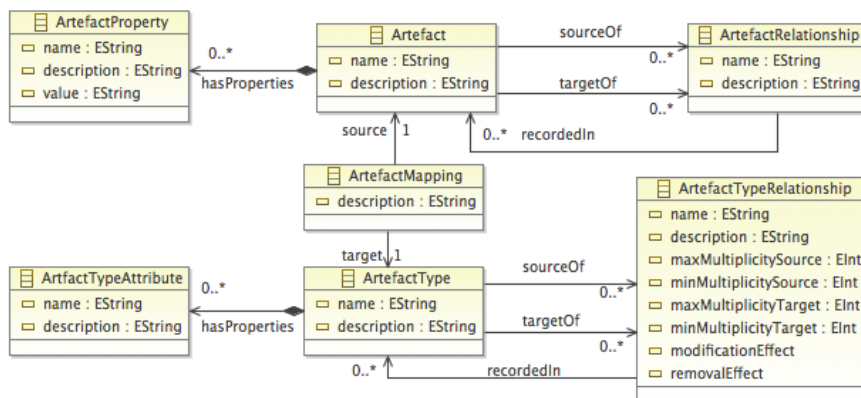 ArtefactProperty
name : EString
description : EString
value : EString
0..*
hasProperties
Artefact
name : EString
description : EString
sourceOf
0..*
targetOf
0..*
ArtefactRelationship
name : EString
description : EString
source
1
0..*
recordedIn
ArtefactMapping
description : EString
target
1
ArtfactTypeAttribute
name : EString
description : EString
0..*
hasProperties
ArtefactType
name : EString
description : EString
sourceOf
0..*
targetOf
0..*
0..*
recordedIn
ArtefactTypeRelationship
name : EString
description : EString
maxMultiplicitySource : EInt
minMultiplicitySource : EInt
maxMultiplicityTarget : EInt
minMultiplicityTarget : EInt
modificationEffect
removalEffect